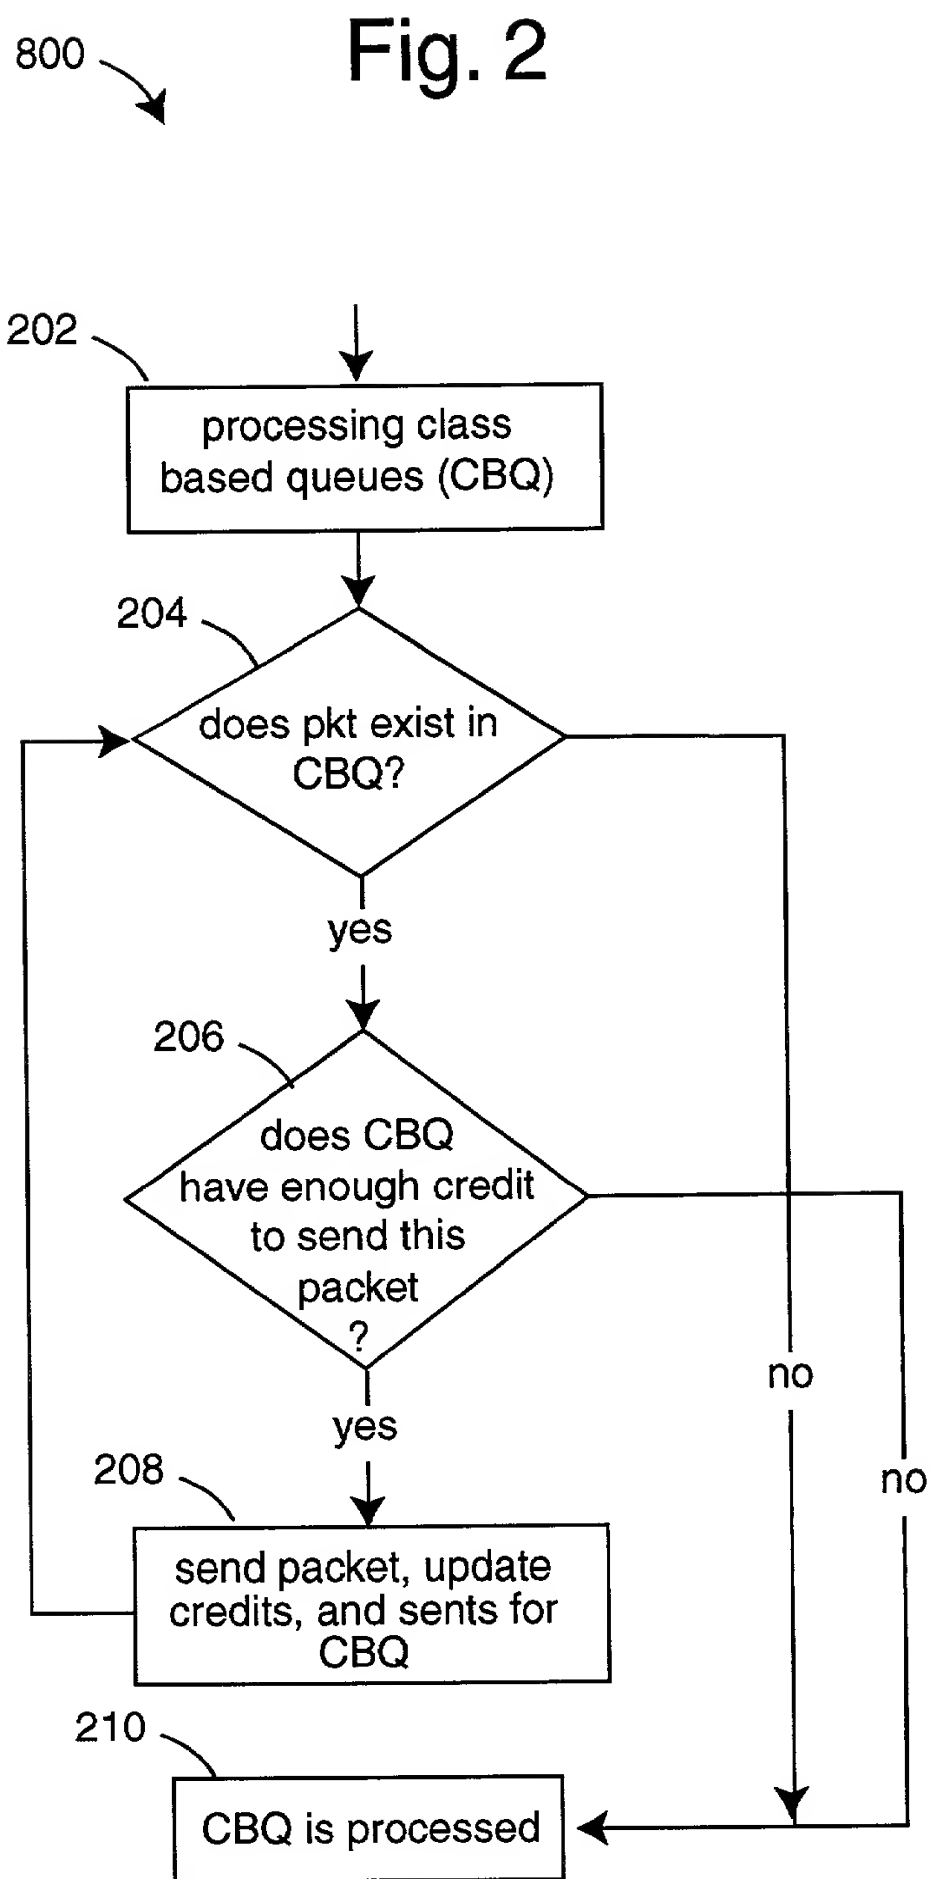 Fig. 2
800
202
processing class
based queues (CBQ)
204
does pkt exist in
CBQ?
yes
206
does CBQ
have enough credit
to send this
packet
?
no
yes
no
208
send packet, update
credits, and sents for
CBQ
210
CBQ is processed